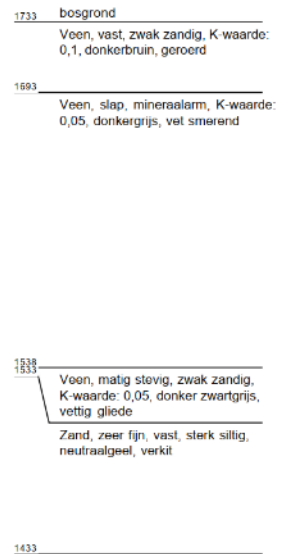 1733 bosgrond
Veen, vast, zwak zandig, K-waarde:
0,1, donkerbruin, geroerd
1693
Veen, slap, mineraalarm, K-waarde:
0,05, donkergrijs, vet smerend
1538
1533
Veen, matig stevig, zwak zandig,
K-waarde: 0,05, donker zwartgrijs,
vettig gliede
Zand, zeer fijn, vast, sterk siltig,
neutraalgeel, verkit
1433